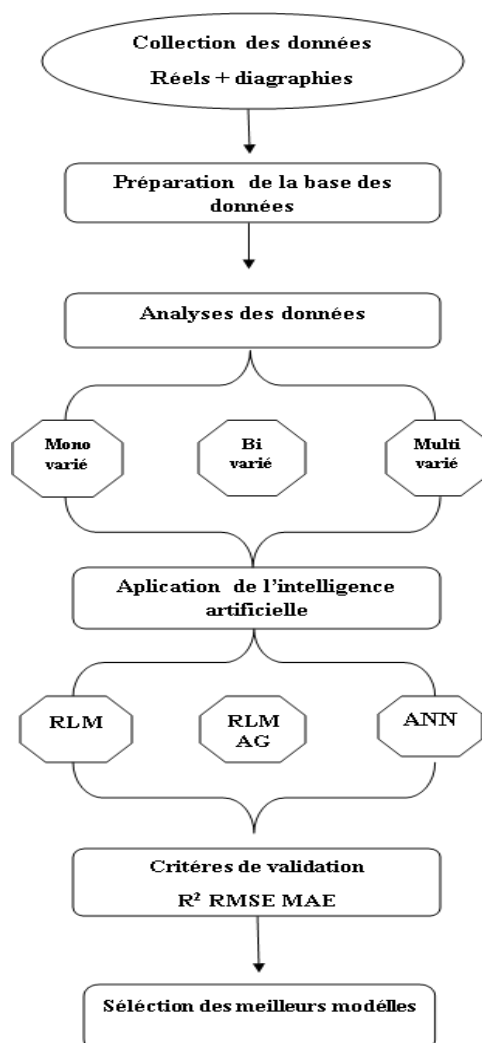 Collection des données
Réels + diagraphies
Préparation de la base des
données
Analyses des données
Mono
varié
Bi
varié
Multi
varié
Aplication de l'intelligence
artificielle
RLM
RLM
AG
ANN
Critéres de validation
R² RMSE MAE
Séléction des meilleurs modélles